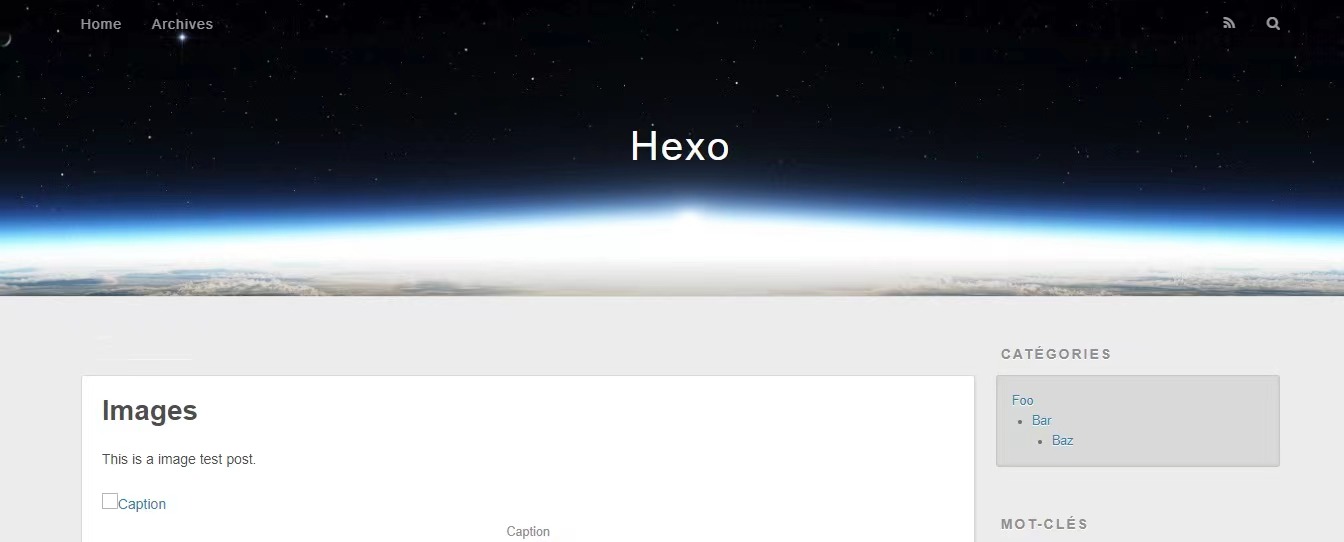 Home Archives
Hexo
Images
This is a image test post.
Caption
Caption
CATÉGORIES
Foo
Bar
Baz
MOT-CLÉS